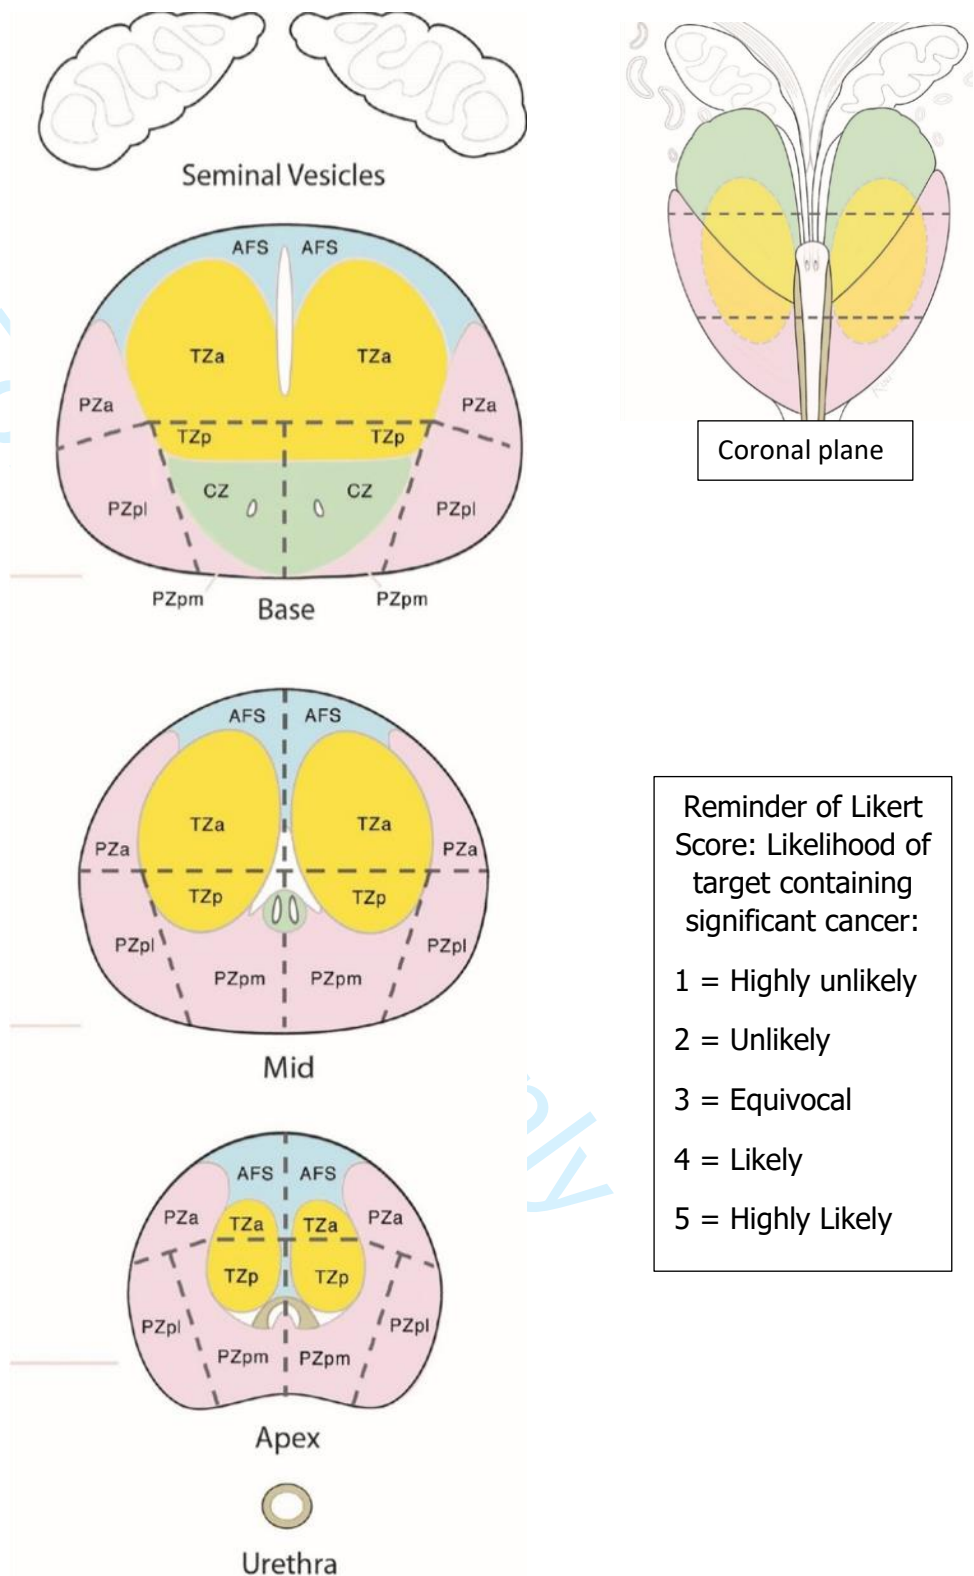 Seminal Vesicles
AFS AFS
TZa TZa
PZa PZa
TZp TZp
CZ CZ
PZpl PZpl
PZpm PZpm
Base
AFS AFS
TZa TZa
PZa PZa
TZp TZp
PZpl PZpl
PZpm PZpm
Mid
AFS AFS
PZa TZa TZa PZa
TZp TZp
PZpl PZpl
PZpm PZpm
Apex
Urethra
Coronal plane
Reminder of Likert
Score: Likelihood of
target containing
significant cancer:
1 = Highly unlikely
2 = Unlikely
3 = Equivocal
4 = Likely
5 = Highly Likely